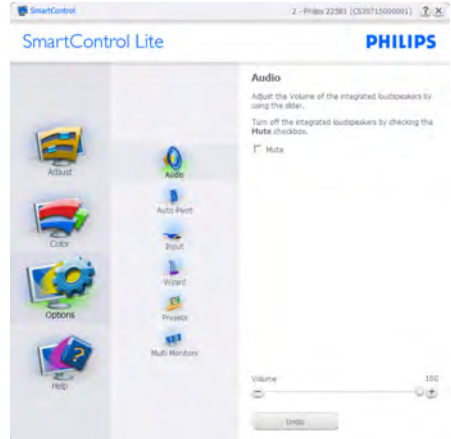 SmartControl
2 - Philips 225B1 (CS30715000001) ? X
SmartControl Lite
PHILIPS
Adjust
Color
Options
Help
Audio
Auto Pivot
Input
Wizard
Presets
Multi Monitors
Audio
Adjust the Volume of the integrated loudspeakers by
using the slider.
Turn off the integrated loudspeakers by checking the
Mute checkbox.
Mute
Volume
100
Undo